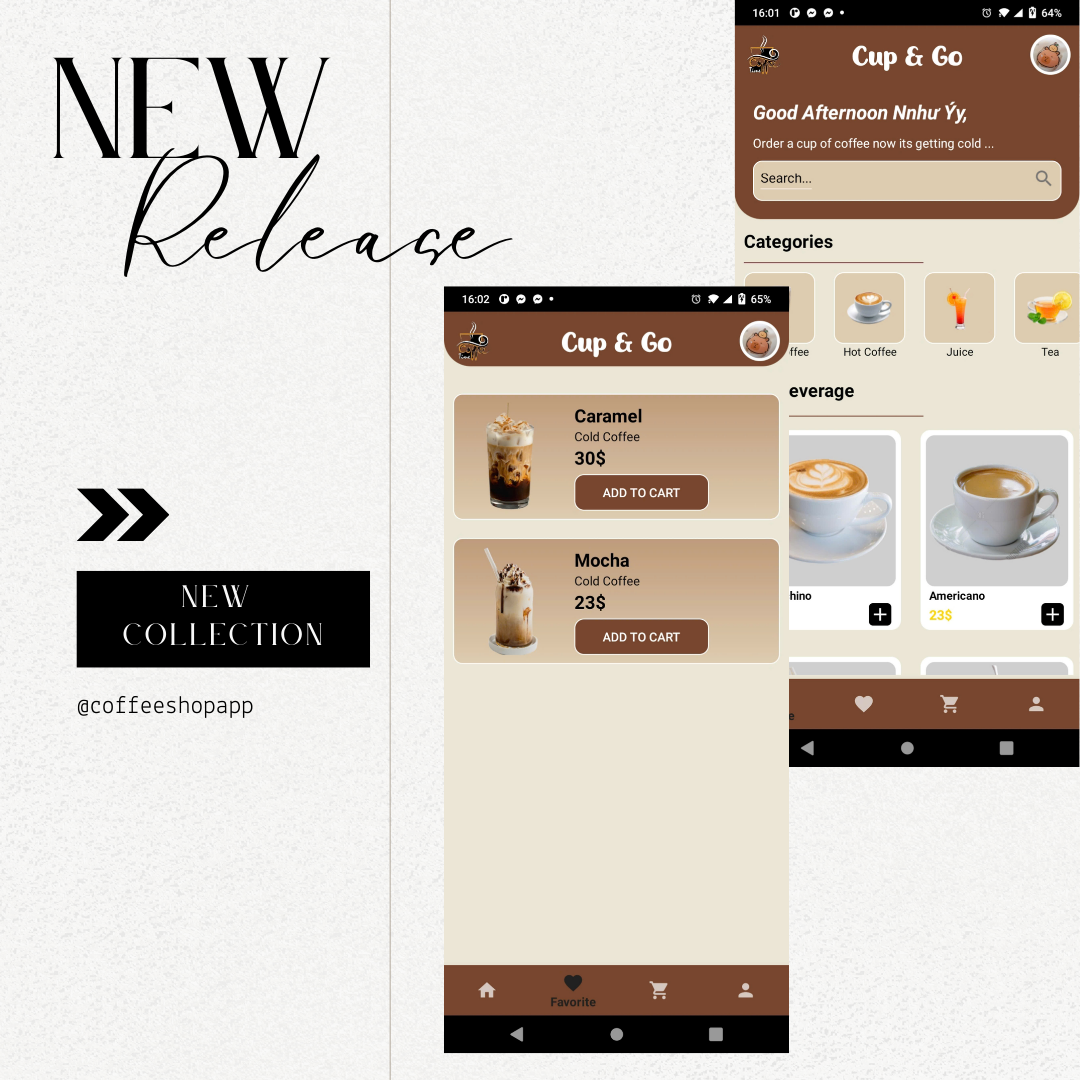 NEW
Release
NEW
COLLECTION
@coffeeshopapp
16:01
64%
Cup & Go
Good Afternoon Nnhư Ýy,
Order a cup of coffee now its getting cold ...
Search...
Categories
ffee
Hot Coffee
Juice
Tea
everage
hino
Americano
23$
e
16:02
65%
Cup & Go
Caramel
Cold Coffee
30$
ADD TO CART
Mocha
Cold Coffee
23$
ADD TO CART
Favorite